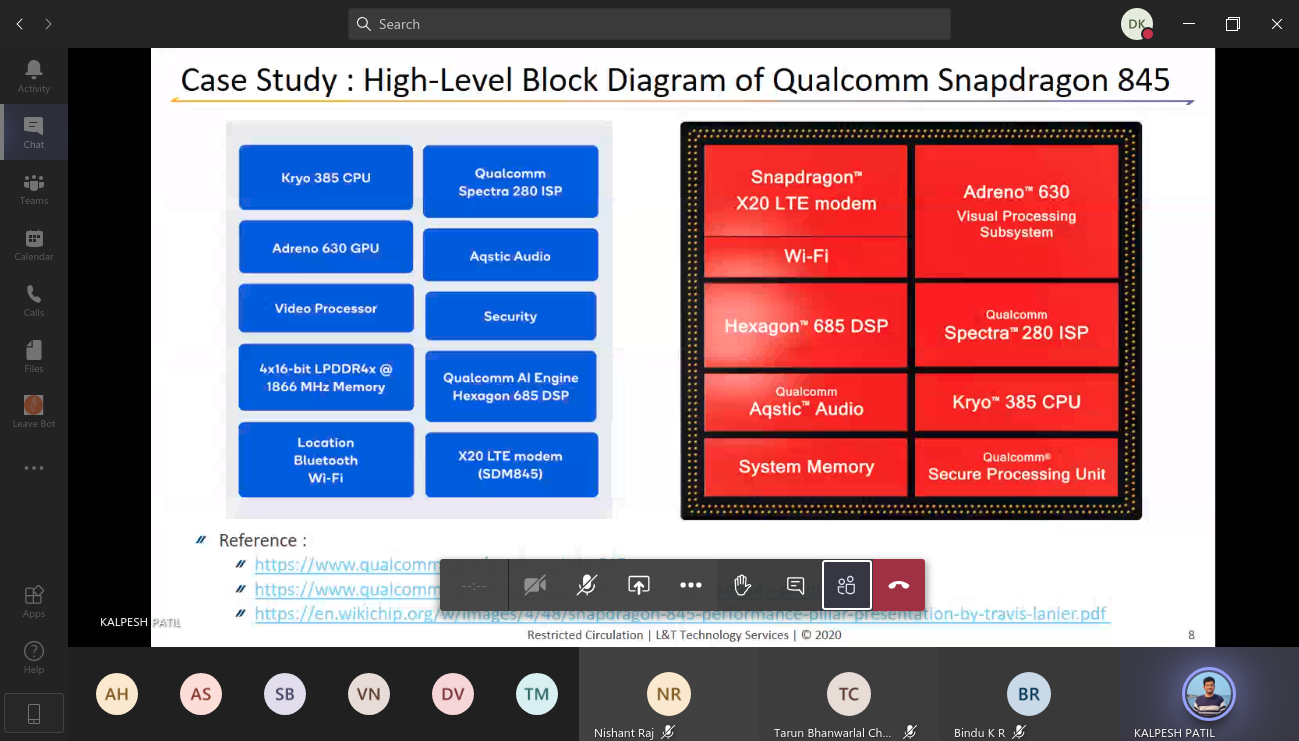 Search
DK
Activity
Chat
Teams
Calendar
Calls
Files
Leave Bot
Apps
Help
Case Study : High-Level Block Diagram of Qualcomm Snapdragon 845
Kryo 385 CPU
Adreno 630 GPU
Video Processor
4x16-bit LPDDR4x @
1866 MHz Memory
Location
Bluetooth
Wi-Fi
Qualcomm
Spectra 280 ISP
Aqstic Audio
Security
Qualcomm AI Engine
Hexagon 685 DSP
X20 LTE modem
(SDM845)
Snapdragon™
X20 LTE modem
Wi-Fi
Hexagon™ 685 DSP
Qualcomm
Aqstic™ Audio
System Memory
Adreno™ 630
Visual Processing
Subsystem
Qualcomm
Spectra™ 280 ISP
Kryo™ 385 CPU
Qualcomm®
Secure Processing Unit
Reference :
https://www.qualcomm
https://www.qualcomm
https://en.wikichip.org/w/images/4/48/snapdragon-845-performance-pillar-presentation-by-travis-lanier.pdf
--:--
KALPESH PATIL
Restricted Circulation | L&T Technology Services | © 2020
8
AH
AS
SB
VN
DV
TM
NR
Nishant Raj
TC
Tarun Bhanwarlal Ch...
BR
Bindu K R
KALPESH PATIL